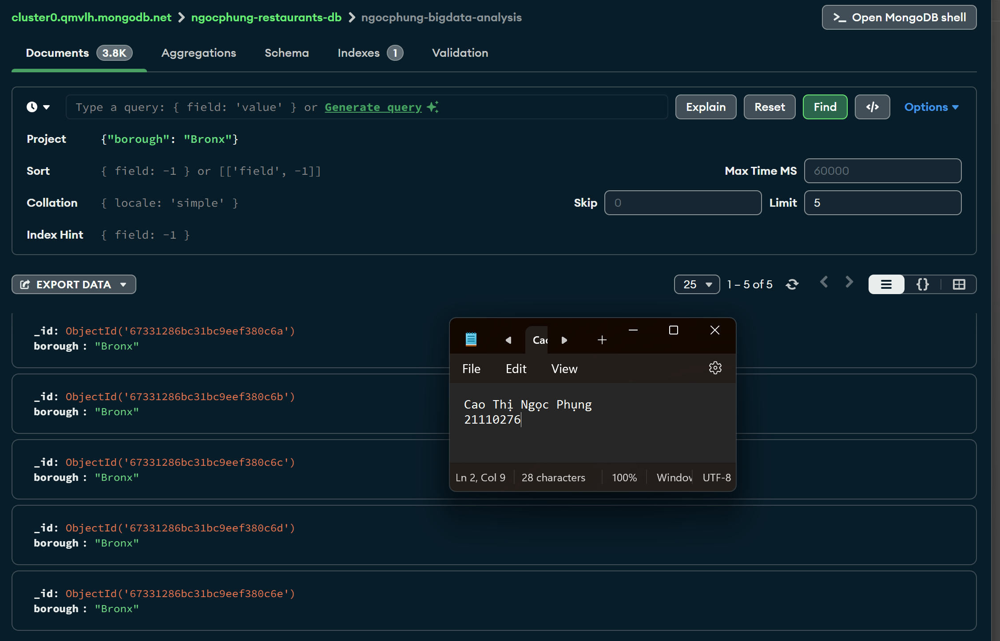 cluster0.qmvlh.mongodb.net > ngocphung-restaurants-db > ngocphung-bigdata-analysis
>_ Open MongoDB shell
Documents 3.8K Aggregations Schema Indexes 1 Validation
Type a query: { field: 'value' } or Generate query
Explain Reset Find </> Options
Project {"borough": "Bronx"}
Sort { field: -1 } or [['field', -1]]
Max Time MS 60000
Collation { locale: 'simple' }
Skip 0 Limit 5
Index Hint { field: -1 }
EXPORT DATA
25 1 – 5 of 5 {}
_id: ObjectId('67331286bc31bc9eef380c6a')
borough : "Bronx"
_id: ObjectId('67331286bc31bc9eef380c6b')
borough : "Bronx"
_id: ObjectId('67331286bc31bc9eef380c6c')
borough : "Bronx"
_id: ObjectId('67331286bc31bc9eef380c6d')
borough : "Bronx"
_id: ObjectId('67331286bc31bc9eef380c6e')
borough : "Bronx"
File Edit View
Cao Thị Ngọc Phụng
21110276
Ln 2, Col 9 28 characters 100% UTF-8